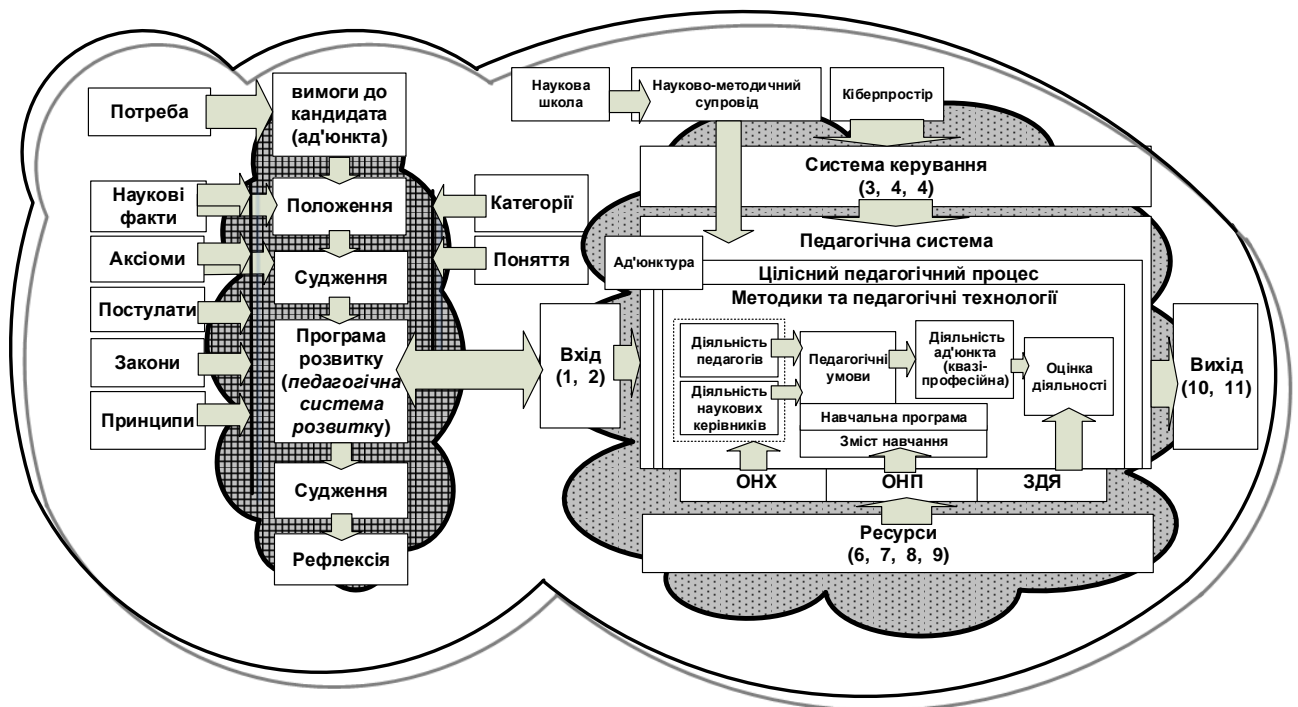 Потреба
вимоги до
кандидата
(ад'юнкта)
Наукові
факти
Положення
Категорії
Аксіоми
Судження
Поняття
Постулати
Закони
Принципи
Програма
розвитку
(педагогічна
система
розвитку)
Судження
Рефлексія
Вхід
(1, 2)
Наукова
школа
Науково-методичний
супровід
Кіберпростір
Система керування
(3, 4, 4)
Педагогічна система
Ад'юнктура
Цілісний педагогічний процес
Методики та педагогічні технології
Діяльність
педагогів
Діяльність
наукових
керівників
Педагогічні
умови
Діяльність
ад'юнкта
(квазі-
професійна)
Оцінка
діяльності
Навчальна програма
Зміст навчання
ОНХ
ОНП
ЗДЯ
Ресурси
(6, 7, 8, 9)
Вихід
(10, 11)